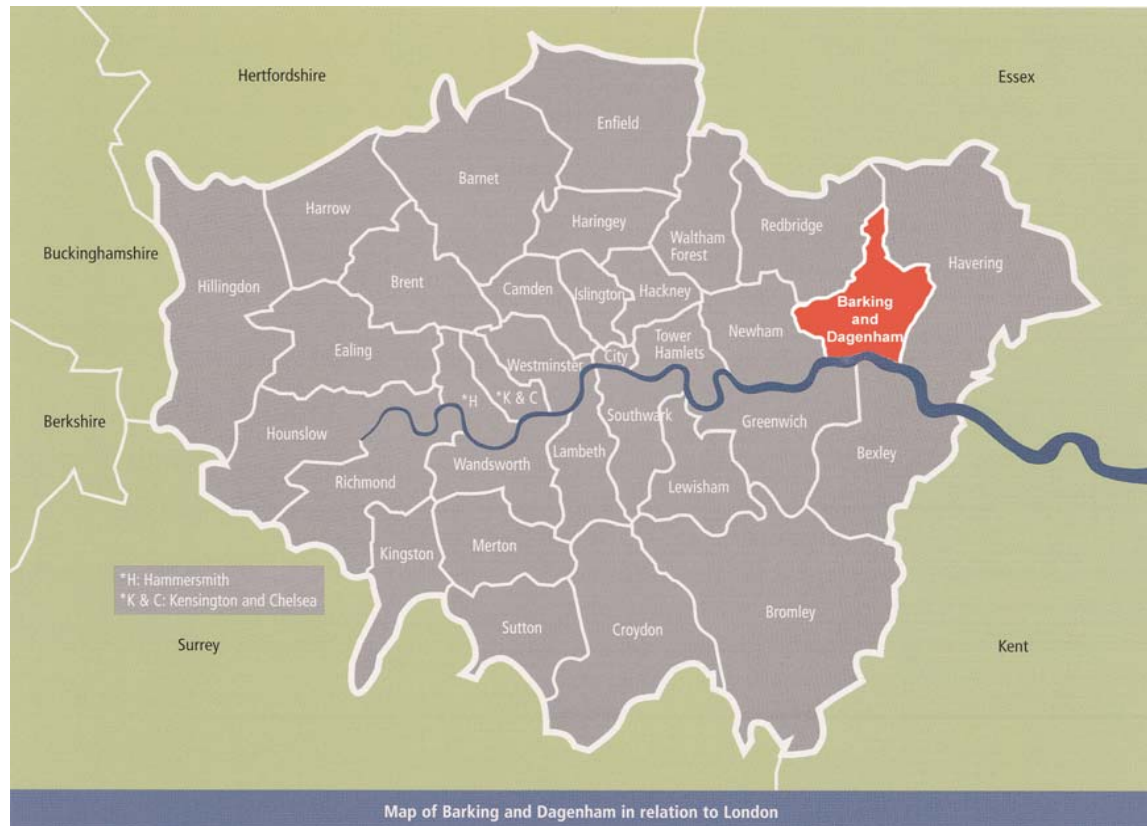 Hertfordshire
Essex
Enfield
Barnet
Harrow
Haringey
Redbridge
Waltham
Forest
Buckinghamshire
Havering
Hillingdon
Brent
Camden
Islington
Hackney
Barking
and
Dagenham
Newham
Tower
Hamlets
Ealing
Westminster
City
Berkshire
*H
*K & C
Southwark
Greenwich
Hounslow
Lambeth
Bexley
Wandsworth
Richmond
Lewisham
Merton
Kingston
*H: Hammersmith
*K & C: Kensington and Chelsea
Bromley
Sutton
Croydon
Surrey
Kent
Map of Barking and Dagenham in relation to London